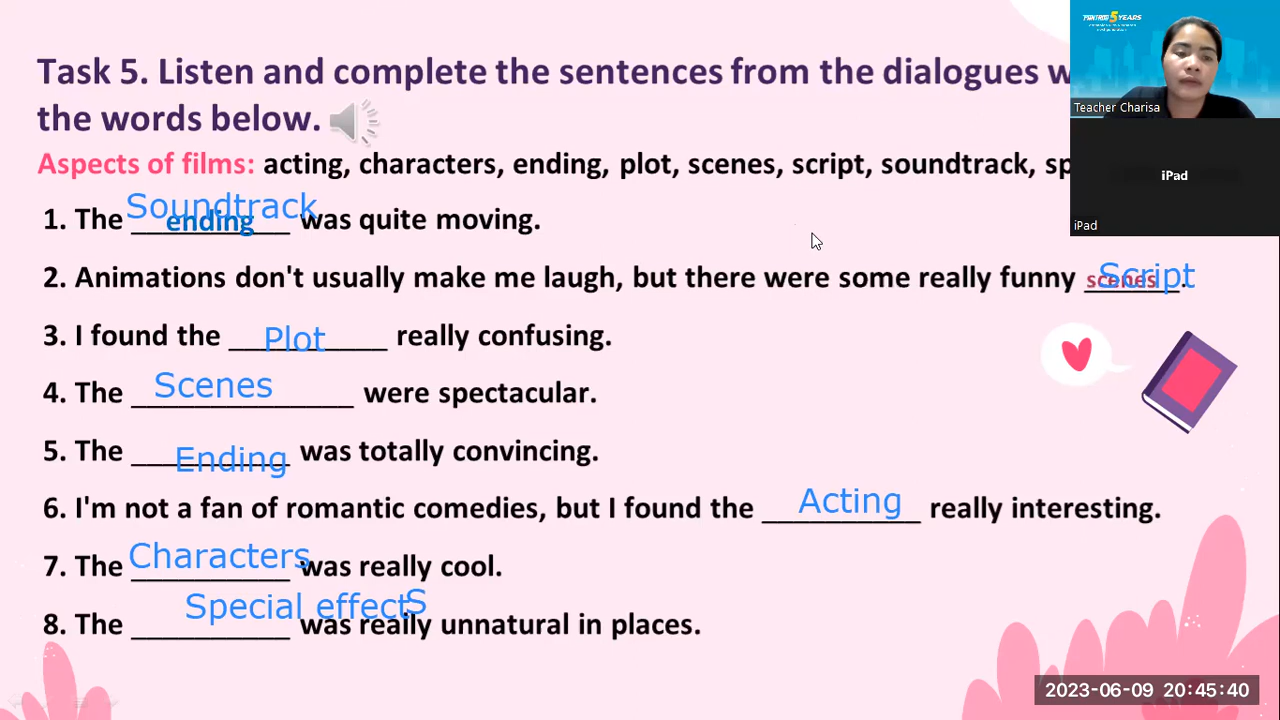 Task 5. Listen and complete the sentences from the dialogues w
the words below.
Aspects of films: acting, characters, ending, plot, scenes, script, soundtrack, sp
Soundtrack
1. The ending was quite moving.
2. Animations don't usually make me laugh, but there were some really funny scenes.
Script
3. I found the Plot really confusing.
4. The Scenes were spectacular.
5. The Ending was totally convincing.
6. I'm not a fan of romantic comedies, but I found the Acting really interesting.
7. The Characters was really cool.
Special effectS
8. The ___________ was really unnatural in places.
5 YEARS
Teacher Charisa
iPad
iPad
2023-06-09 20:45:40